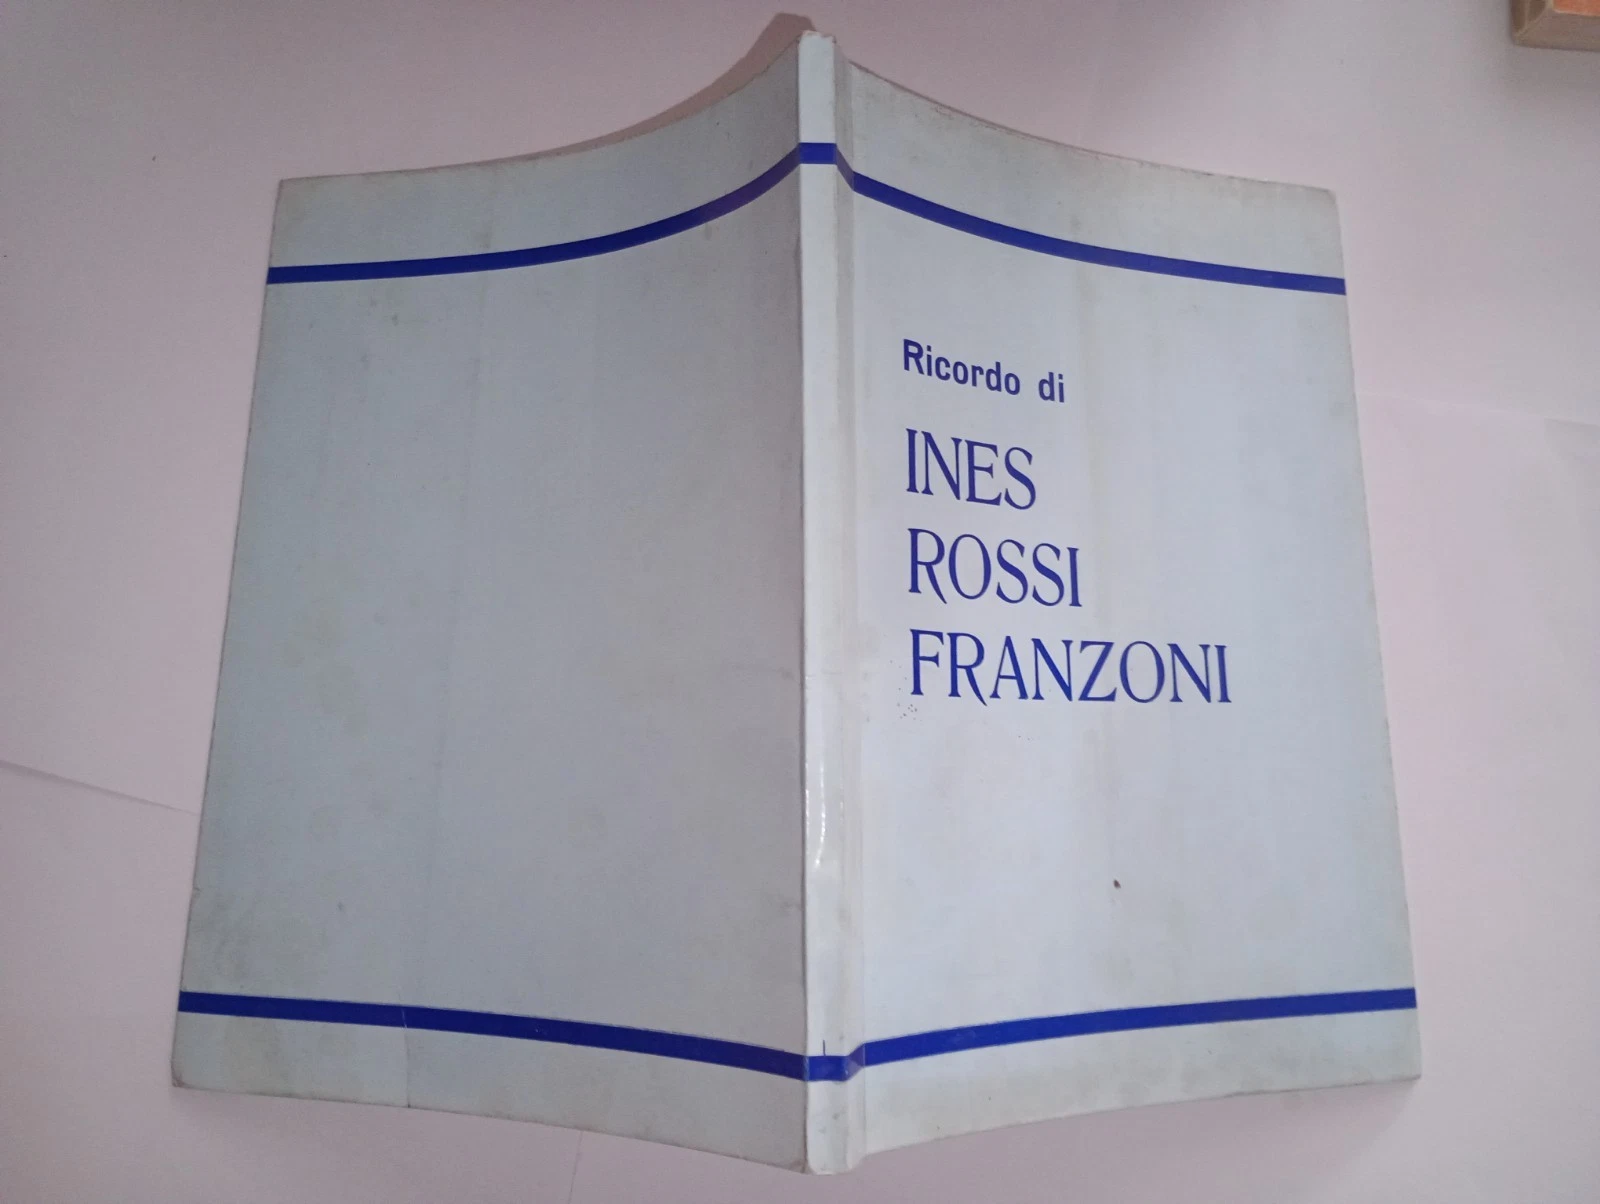 Ricordo di
INES
ROSSI
FRANZONI